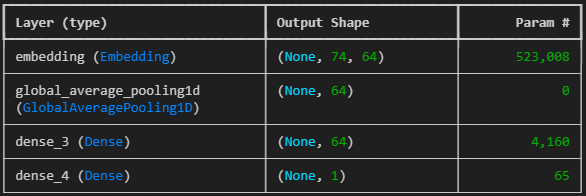 Layer (type) Output Shape Param #
embedding (Embedding) (None, 74, 64) 523,008
global_average_pooling1d (None, 64) 0
(GlobalAveragePooling1D)
dense_3 (Dense) (None, 64) 4,160
dense_4 (Dense) (None, 1) 65